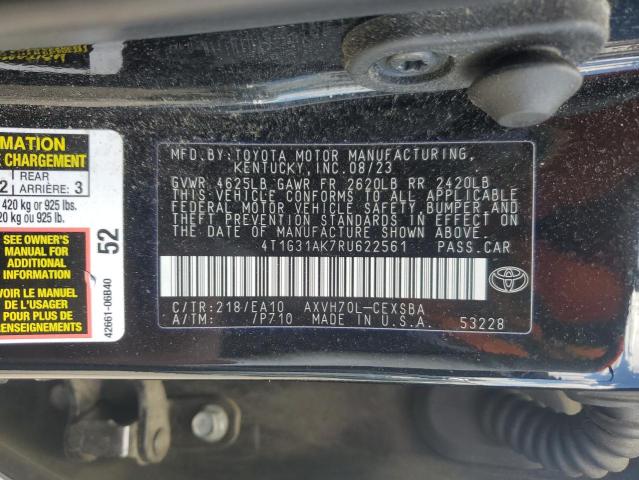 MFD. BY: TOYOTA MOTOR MANUFACTURING,
KENTUCKY, INC. 08/23
GVWR 4625LB GAWR FR 2620LB RR 2420LB
THIS VEHICLE CONFORMS TO ALL APPLICABLE
FEDERAL MOTOR VEHICLE SAFETY, BUMPER, AND
THEFT PREVENTION STANDARDS IN EFFECT ON
THE DATE OF MANUFACTURE SHOWN ABOVE.
4T1G31AK7RU622561 PASS.CAR
C/TR:218/EA10 AXVH70L-CEXSBA
A/TM: /P710 MADE IN U.S.A. 53228
MATION
CHARGEMENT
1 REAR
2 ARRIÈRE: 3
420 kg or 925 lbs.
20 kg ou 925 lb.
SEE OWNER'S
MANUAL FOR
ADDITIONAL
INFORMATION
VOIR LE MANUEL
DE L'USAGER
POUR PLUS DE
RENSEIGNEMENTS
52
42661-06B40